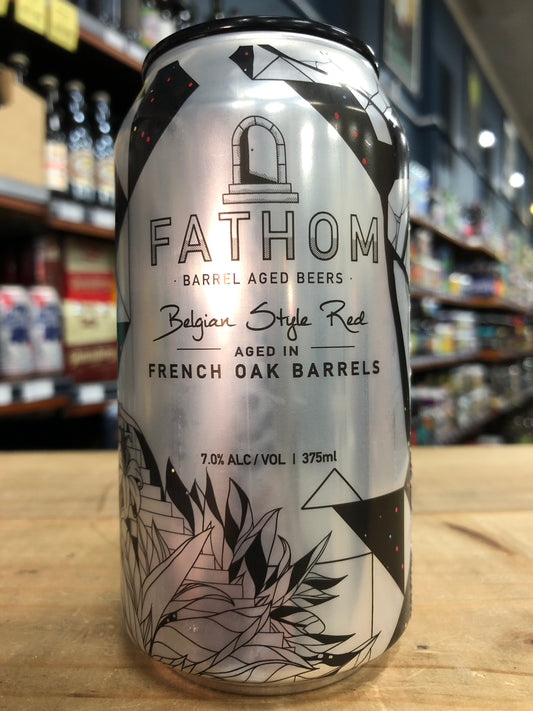 FATHOM
· BARREL AGED BEERS ·
Belgian Style Red
AGED IN
FRENCH OAK BARRELS
7.0% ALC/VOL | 375ml